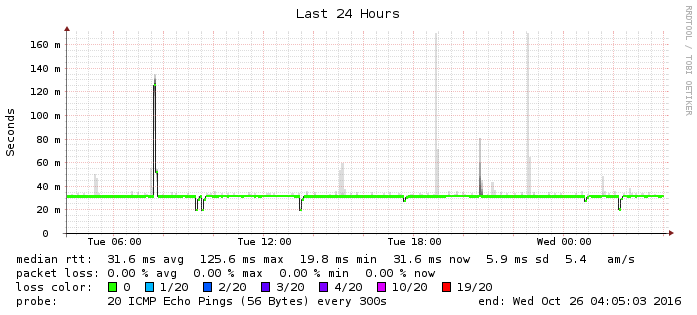 Last 24 Hours
RRDTOOL / TOBI OETIKER
Seconds
160 m
140 m
120 m
100 m
80 m
60 m
40 m
20 m
0
Tue 06:00 Tue 12:00 Tue 18:00 Wed 00:00
median rtt: 31.6 ms avg 125.6 ms max 19.8 ms min 31.6 ms now 5.9 ms sd 5.4 am/s
packet loss: 0.00 % avg 0.00 % max 0.00 % min 0.00 % now
loss color: 0 1/20 2/20 3/20 4/20 10/20 19/20
probe: 20 ICMP Echo Pings (56 Bytes) every 300s end: Wed Oct 26 04:05:03 2016